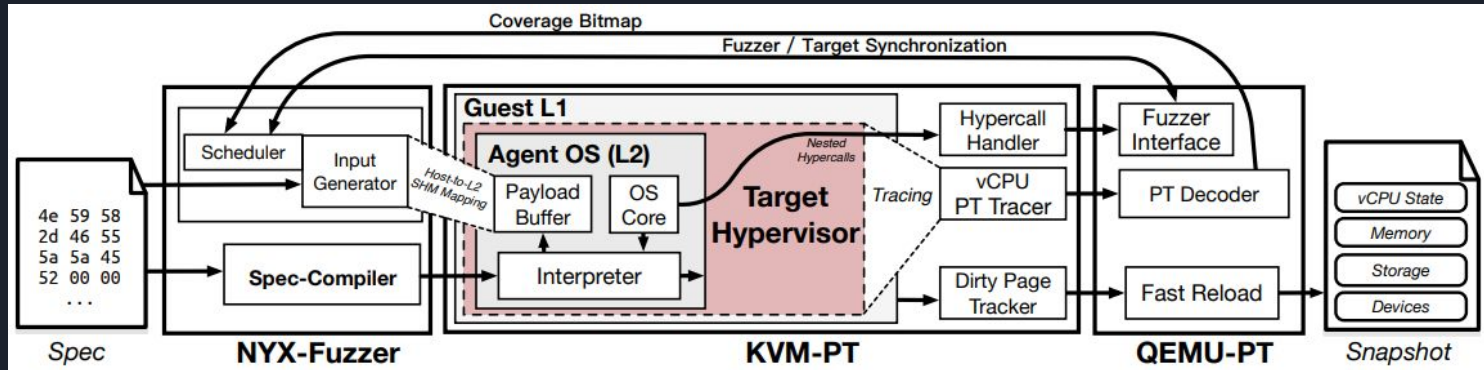 Coverage Bitmap
Fuzzer / Target Synchronization
4e 59 58
2d 46 55
5a 5a 45
52 00 00
...
Spec
Scheduler
Input
Generator
Spec-Compiler
NYX-Fuzzer
Host-to-L2
SHM Mapping
Guest L1
Agent OS (L2)
Payload
Buffer
OS
Core
Interpreter
Nested
Hypercalls
Target
Hypervisor
Tracing
Hypercall
Handler
vCPU
PT Tracer
Dirty Page
Tracker
KVM-PT
Fuzzer
Interface
PT Decoder
Fast Reload
QEMU-PT
vCPU State
Memory
Storage
Devices
Snapshot